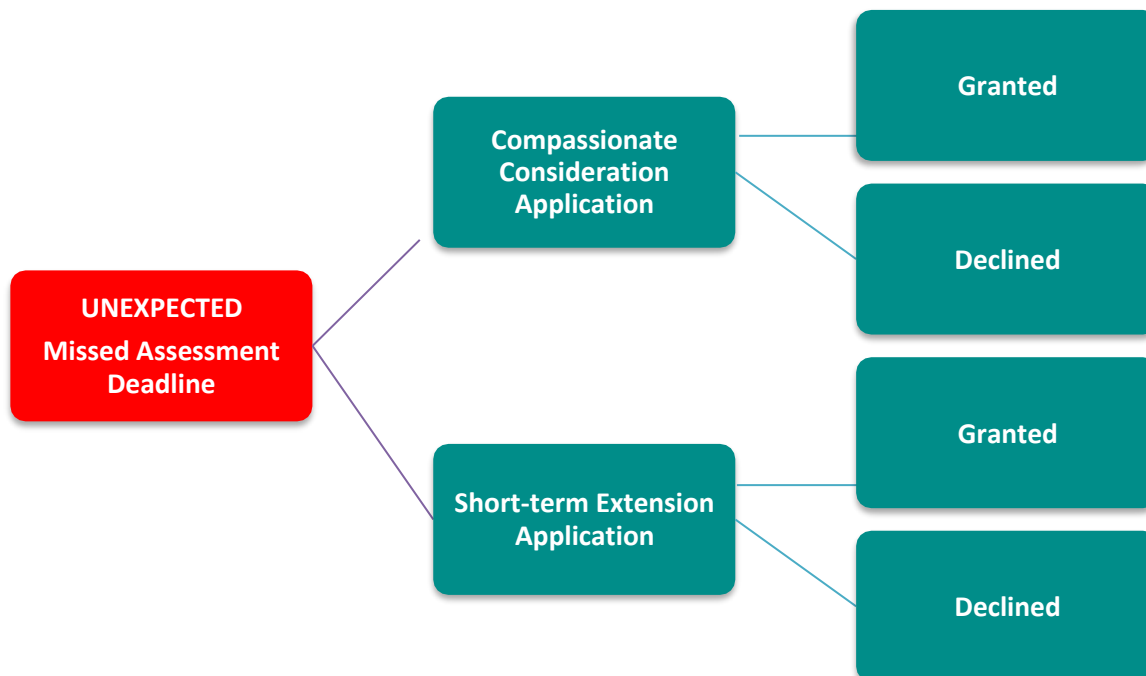 UNEXPECTED
Missed Assessment
Deadline
Compassionate
Consideration
Application
Granted
Declined
Short-term Extension
Application
Granted
Declined